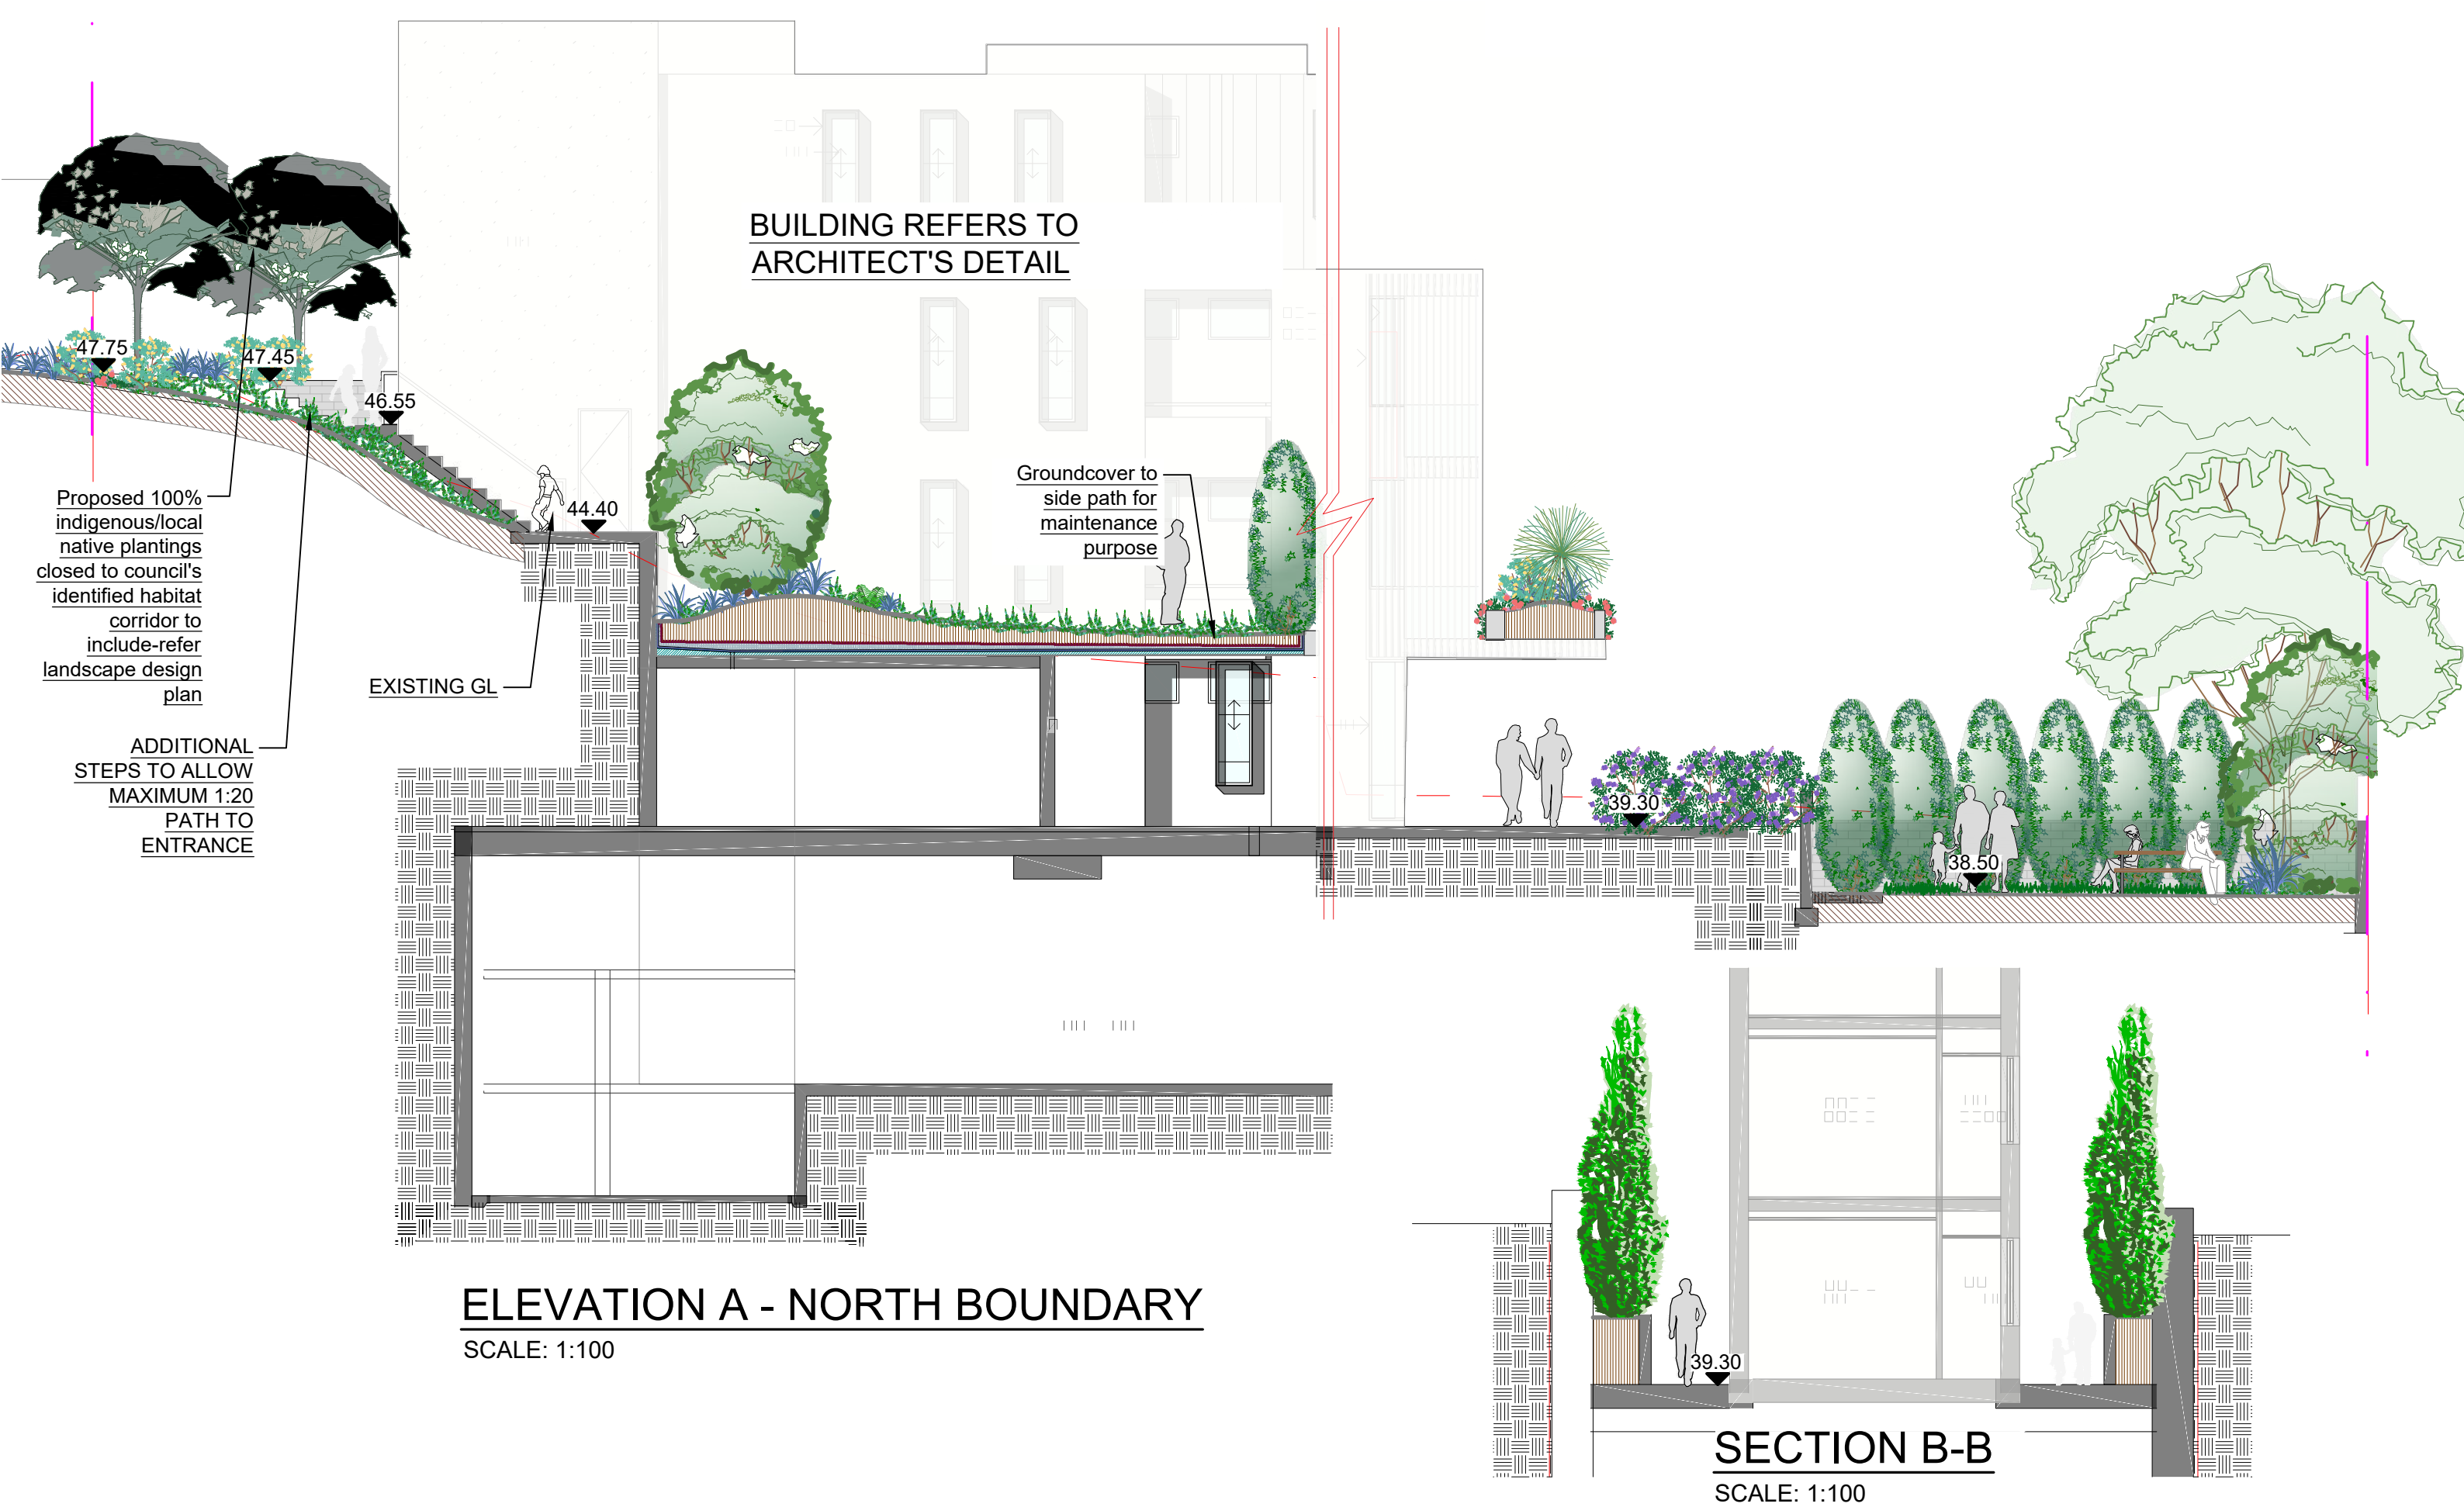 BUILDING REFERS TO
ARCHITECT'S DETAIL
47.75
47.45
46.55
44.40
Proposed 100%
indigenous/local
native plantings
closed to council's
identified habitat
corridor to
include-refer
landscape design
plan
ADDITIONAL
STEPS TO ALLOW
MAXIMUM 1:20
PATH TO
ENTRANCE
EXISTING GL
Groundcover to
side path for
maintenance
purpose
39.30
38.50
ELEVATION A - NORTH BOUNDARY
SCALE: 1:100
39.30
SECTION B-B
SCALE: 1:100